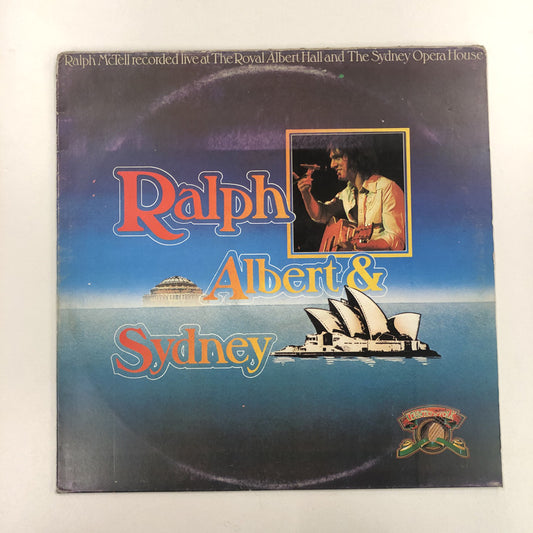 Ralph McTell recorded live at The Royal Albert Hall and The Sydney Opera House
Ralph
Albert &
Sydney